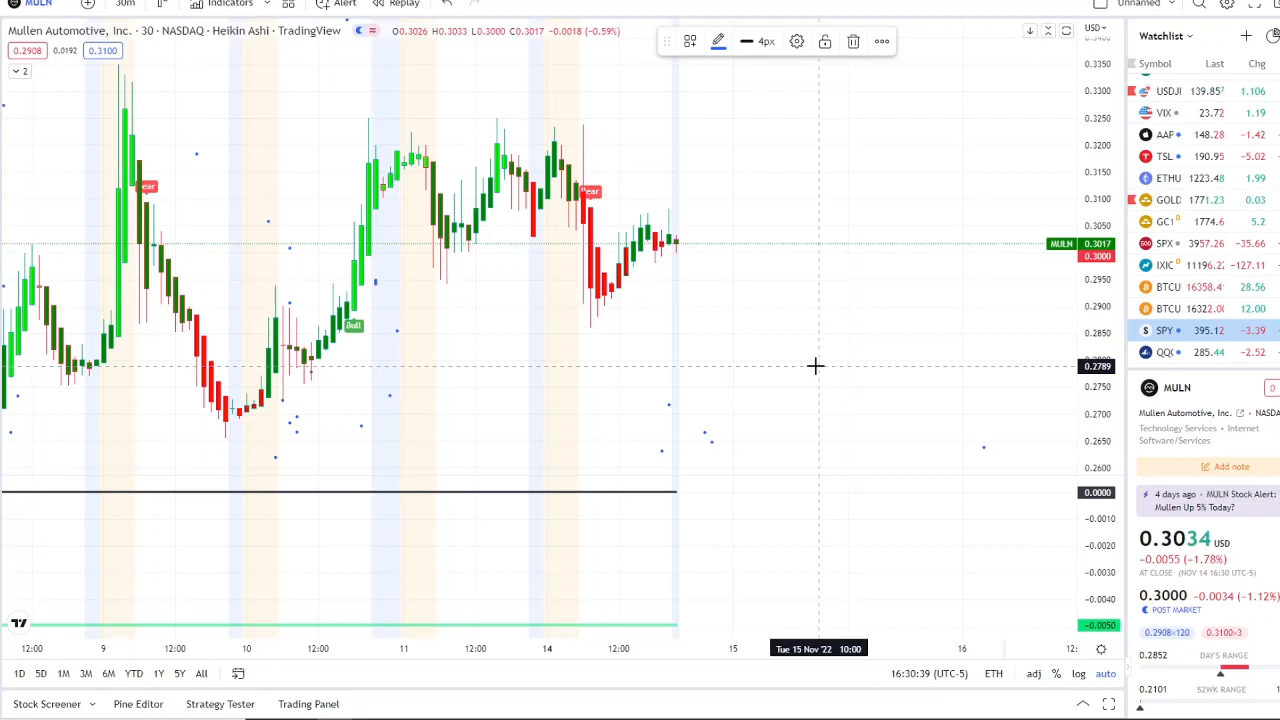 MULN 30m Indicators Alert Replay Unnamed
Mullen Automotive, Inc. · 30 · NASDAQ · Heikin Ashi · TradingView O0.3026 H0.3033 L0.3000 C0.3017 -0.0018 (-0.59%)
0.2908 0.0192 0.3100
2
4px
USD
0.3400
0.3350
0.3300
0.3250
0.3200
0.3150
0.3100
0.3050
MULN 0.3017
0.3000
0.2950
0.2900
0.2850
0.2789
0.2750
0.2700
0.2650
0.2600
0.0000
-0.0010
-0.0020
-0.0030
-0.0040
-0.0050
ear
Bull
ear
12:00 9 12:00 10 12:00 11 12:00 14 12:00 15 Tue 15 Nov '22 10:00 16 12:
1D 5D 1M 3M 6M YTD 1Y 5Y All 16:30:39 (UTC-5) ETH adj % log auto
Stock Screener Pine Editor Strategy Tester Trading Panel
Watchlist
Symbol Last Chg
USDJ 139.857 1.106
VIX 23.72 1.19
AAP 148.28 -1.42
TSL 190.95 -5.02
ETHU 1223.48 1.99
GOLD 1771.23 0.03
GC1 D 1774.6 5.2
SPX 3957.26 -35.66
IXIC D 11196.2 -127.11
BTCU 16358.4 28.56
BTCU 16322.0 12.00
SPY 395.12 -3.39
QQ 285.44 -2.52
MULN
Mullen Automotive, Inc. · NASDA
Technology Services · Internet
Software/Services
Add note
4 days ago · MULN Stock Alert:
Mullen Up 5% Today?
0.3034 USD
-0.0055 (-1.78%)
AT CLOSE (NOV 14 16:30 UTC-5)
0.3000 -0.0034 (-1.12%)
POST MARKET
0.2908×120 0.3100×3
0.2852 DAY'S RANGE
0.2101 52WK RANGE